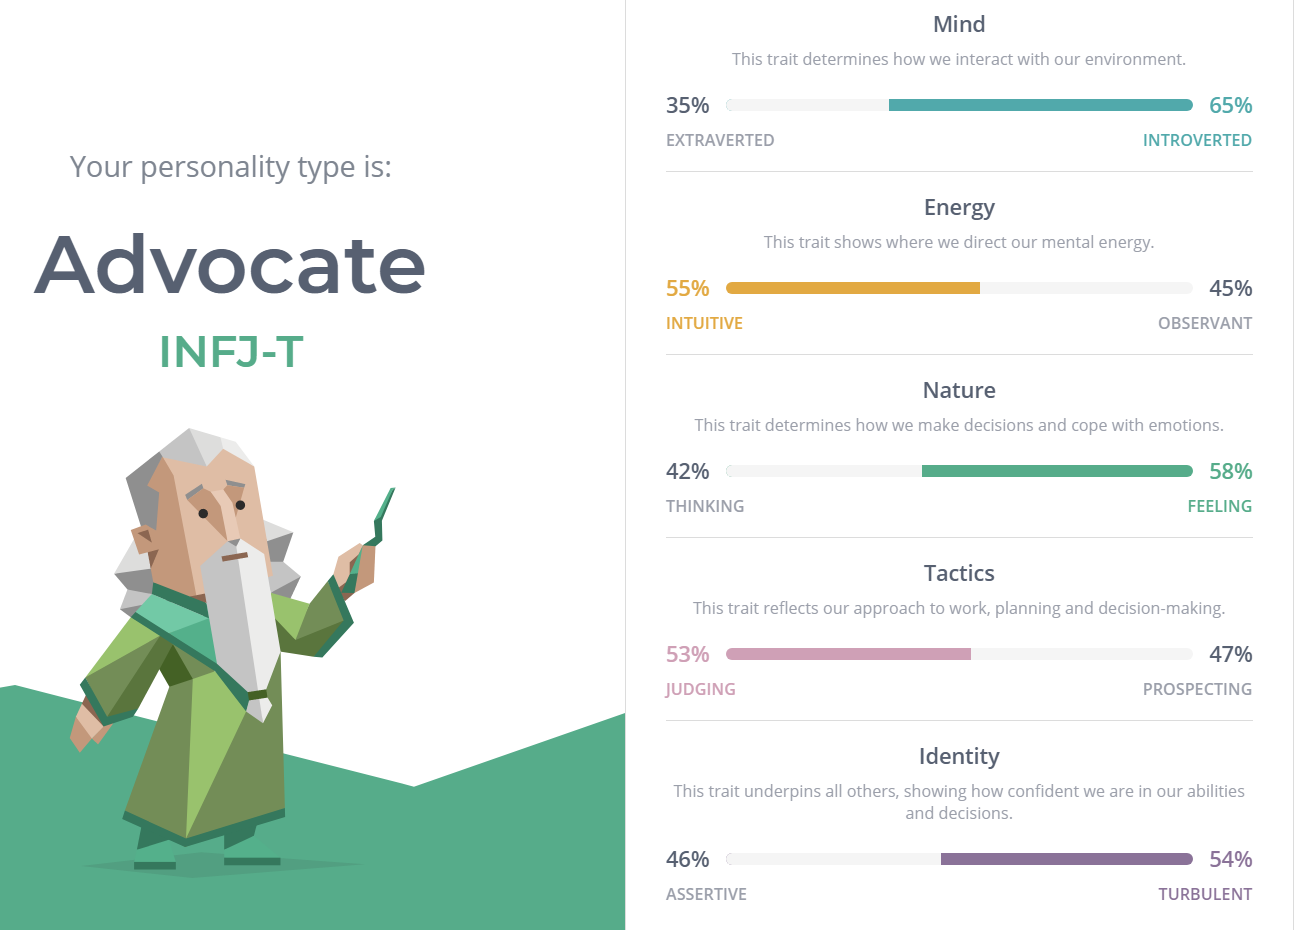 Your personality type is:
Advocate
INFJ-T
Mind
This trait determines how we interact with our environment.
35% 65%
EXTRAVERTED INTROVERTED
Energy
This trait shows where we direct our mental energy.
55% 45%
INTUITIVE OBSERVANT
Nature
This trait determines how we make decisions and cope with emotions.
42% 58%
THINKING FEELING
Tactics
This trait reflects our approach to work, planning and decision-making.
53% 47%
JUDGING PROSPECTING
Identity
This trait underpins all others, showing how confident we are in our abilities
and decisions.
46% 54%
ASSERTIVE TURBULENT